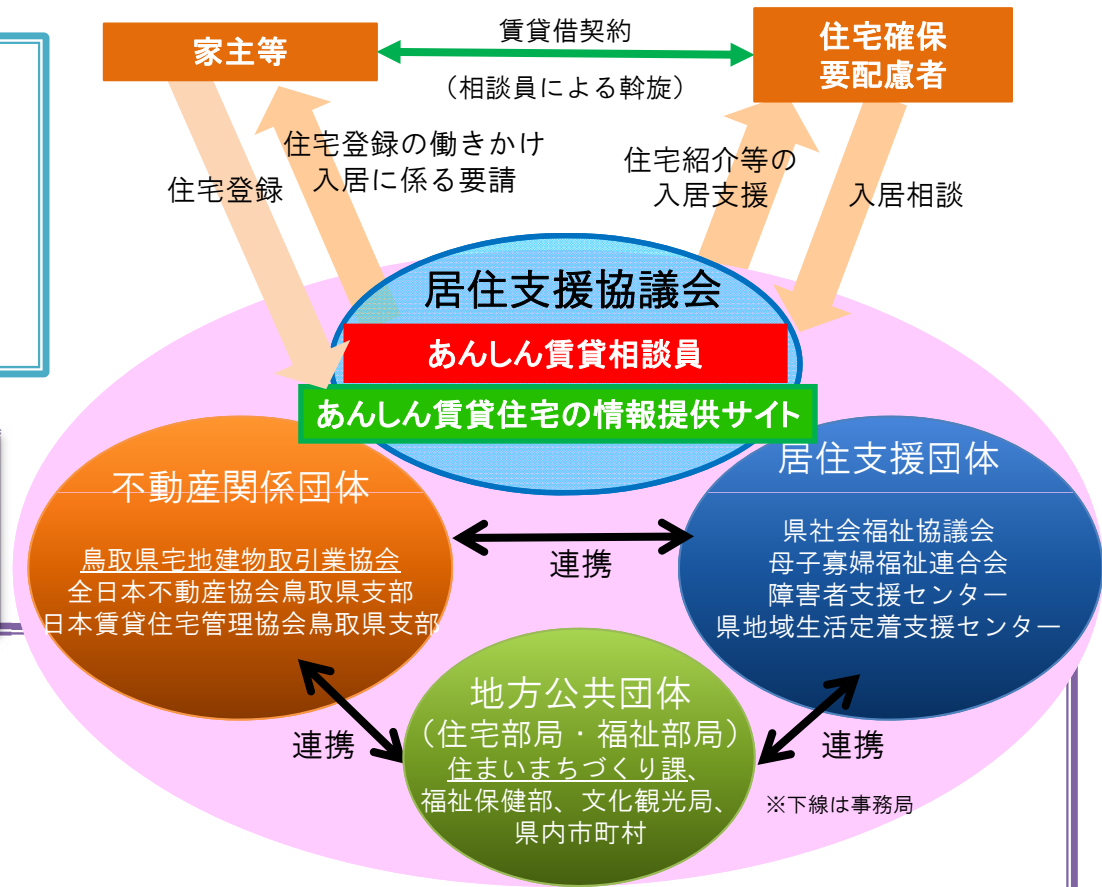 家主等
賃貸借契約
（相談員による斡旋）
住宅確保
要配慮者
住宅登録の働きかけ
入居に係る要請
住宅登録
住宅紹介等の
入居支援
入居相談
居住支援協議会
あんしん賃貸相談員
あんしん賃貸住宅の情報提供サイト
不動産関係団体
鳥取県宅地建物取引業協会
全日本不動産協会鳥取県支部
日本賃貸住宅管理協会鳥取県支部
連携
居住支援団体
県社会福祉協議会
母子寡婦福祉連合会
障害者支援センター
県地域生活定着支援センター
連携
地方公共団体
（住宅部局・福祉部局）
住まいまちづくり課、
福祉保健部、文化観光局、
県内市町村
連携
※下線は事務局